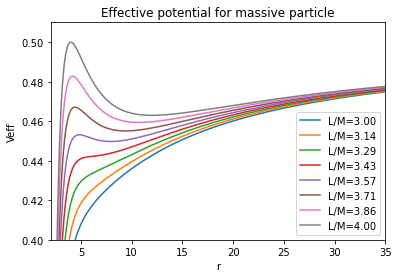 Effective potential for massive particle
Veff
0.50
0.48
0.46
0.44
0.42
0.40
L/M=3.00
L/M=3.14
L/M=3.29
L/M=3.43
L/M=3.57
L/M=3.71
L/M=3.86
L/M=4.00
5 10 15 20 25 30 35
r